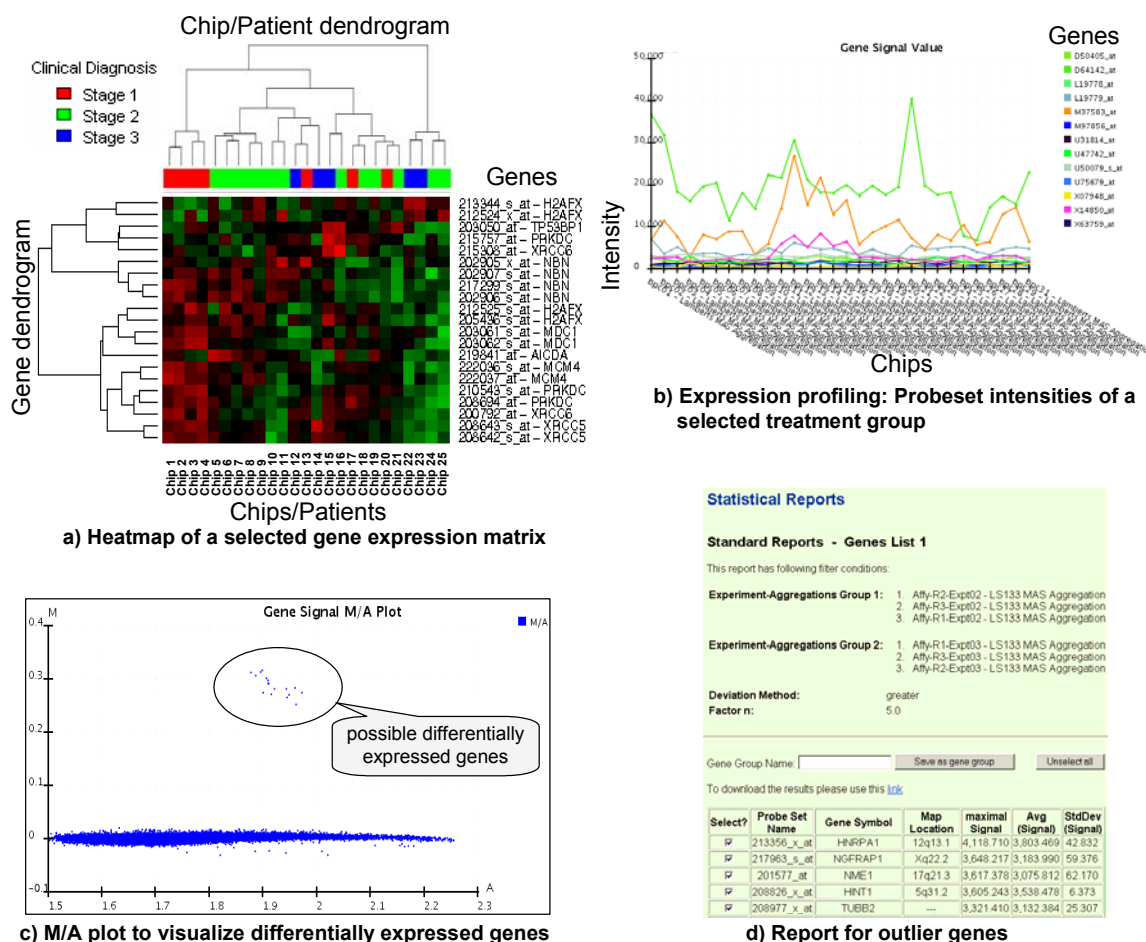 Chip/Patient dendrogram
Clinical Diagnosis
Stage 1
Stage 2
Stage 3
Genes
Gene dendrogram
213344_s_at – H2AFX
212524_x_at – H2AFX
203050_at – TP53BP1
215757_at – PRKDC
215308_at – XRCC6
202905_x_at – NBN
202907_s_at – NBN
217299_s_at – NBN
202906_s_at – NBN
212525_s_at – H2AFX
205436_s_at – H2AFX
203061_s_at – MDC1
203062_s_at – MDC1
219841_at – AICDA
222036_s_at – MCM4
222037_at – MCM4
210543_s_at – PRKDC
208694_at – PRKDC
200792_at – XRCC6
208643_s_at – XRCC5
208642_s_at – XRCC5
Chip 1
Chip 2
Chip 3
Chip 4
Chip 5
Chip 6
Chip 7
Chip 8
Chip 9
Chip 10
Chip 11
Chip 12
Chip 13
Chip 14
Chip 15
Chip 16
Chip 17
Chip 18
Chip 19
Chip 20
Chip 21
Chip 22
Chip 23
Chip 24
Chip 25
Chips/Patients
a) Heatmap of a selected gene expression matrix
Gene Signal Value
Genes
50,000
40,000
30,000
20,000
10,000
0
Intensity
D50405_at
D64142_at
L19778_at
L19779_at
M37583_at
M97856_at
U31814_at
U47742_at
U50079_s_at
U75679_at
X07948_at
X14850_at
X63759_at
Chips
b) Expression profiling: Probeset intensities of a
selected treatment group
Gene Signal M/A Plot
M
M/A
0.4
0.3
0.2
0.1
0
-0.1
A
1.5 1.6 1.7 1.8 1.9 2 2.1 2.2 2.3
possible differentially
expressed genes
c) M/A plot to visualize differentially expressed genes
Statistical Reports
Standard Reports - Genes List 1
This report has following filter conditions:
Experiment-Aggregations Group 1: 1. Affy-R2-Expt02 - LS133 MAS Aggregation
2. Affy-R3-Expt02 - LS133 MAS Aggregation
3. Affy-R1-Expt02 - LS133 MAS Aggregation
Experiment-Aggregations Group 2: 1. Affy-R1-Expt03 - LS133 MAS Aggregation
2. Affy-R3-Expt03 - LS133 MAS Aggregation
3. Affy-R2-Expt03 - LS133 MAS Aggregation
Deviation Method: greater
Factor n: 5.0
Gene Group Name: Save as gene group Unselect all
To download the results please use this link
Select? Probe Set Name Gene Symbol Map Location maximal Signal Avg (Signal) StdDev (Signal)
213356_x_at HNRPA1 12q13.1 4,118.710 3,803.469 42.832
217963_s_at NGFRAP1 Xq22.2 3,648.217 3,183.990 59.376
201577_at NME1 17q21.3 3,617.378 3,075.812 62.170
208826_x_at HINT1 5q31.2 3,605.243 3,538.478 6.373
208977_x_at TUBB2 --- 3,321.410 3,132.384 25.307
d) Report for outlier genes